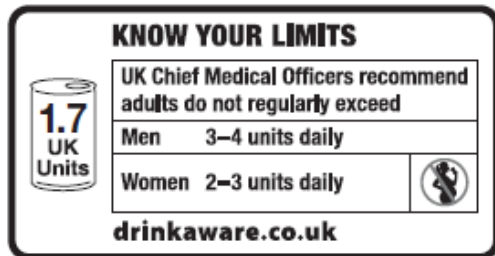 KNOW YOUR LIMITS
1.7
UK
Units
UK Chief Medical Officers recommend
adults do not regularly exceed
Men 3–4 units daily
Women 2–3 units daily
drinkaware.co.uk